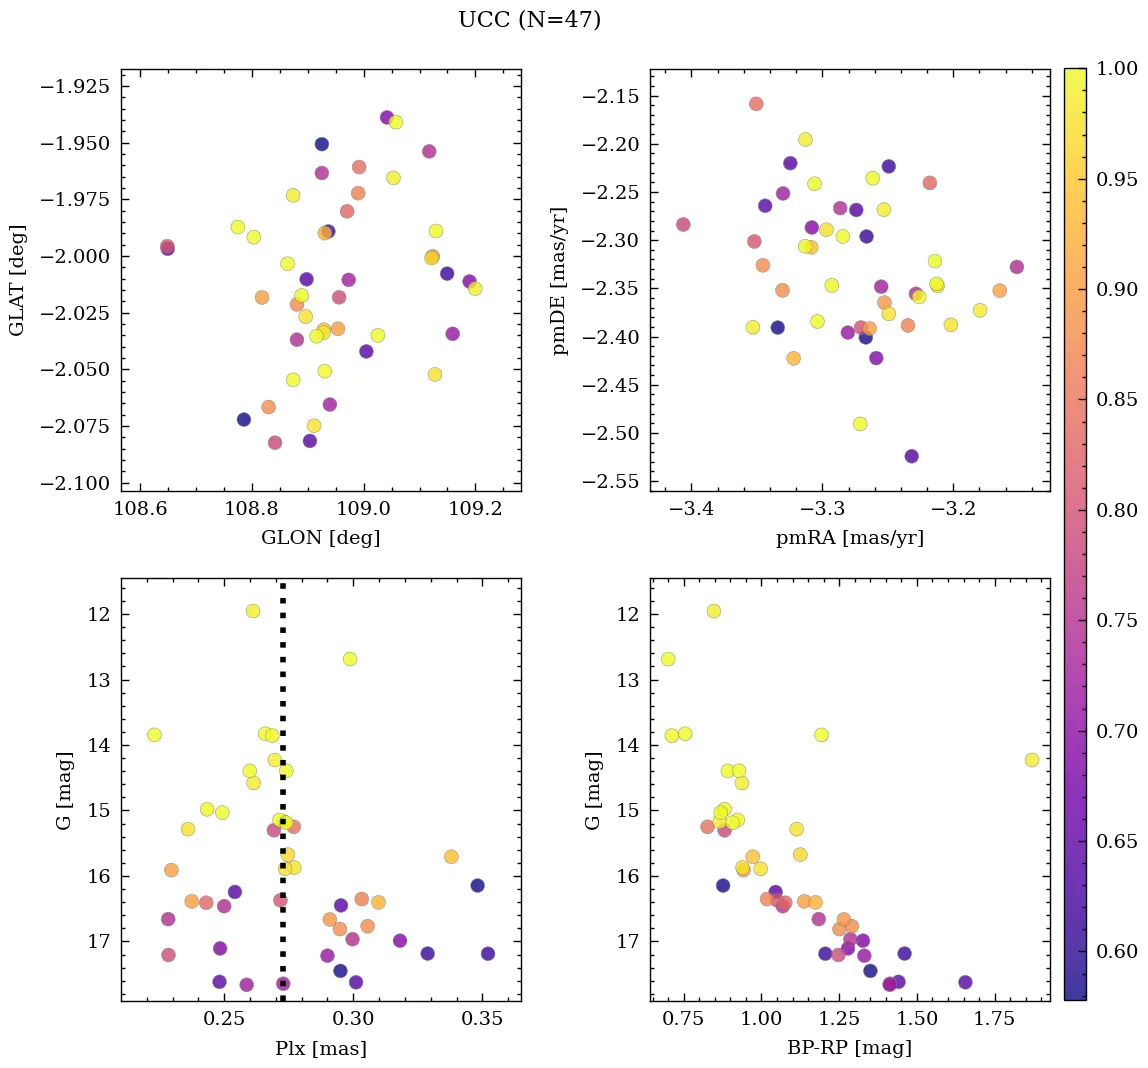 UCC (N=47)
−1.925
−1.950
−1.975
−2.000
−2.025
−2.050
−2.075
−2.100
GLAT [deg]
108.6 108.8 109.0 109.2
GLON [deg]
−2.15
−2.20
−2.25
−2.30
−2.35
−2.40
−2.45
−2.50
−2.55
pmDE [mas/yr]
−3.4 −3.3 −3.2
pmRA [mas/yr]
12
13
14
15
16
17
G [mag]
0.25 0.30 0.35
Plx [mas]
12
13
14
15
16
17
G [mag]
0.75 1.00 1.25 1.50 1.75
BP-RP [mag]
1.00
0.95
0.90
0.85
0.80
0.75
0.70
0.65
0.60